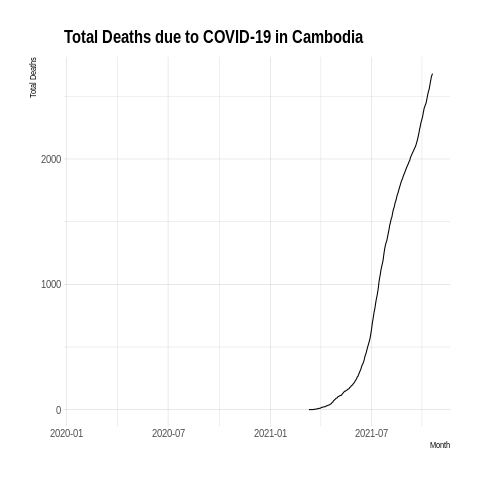 Total Deaths due to COVID-19 in Cambodia
Total Deaths
2000
1000
0
2020-01 2020-07 2021-01 2021-07
Month